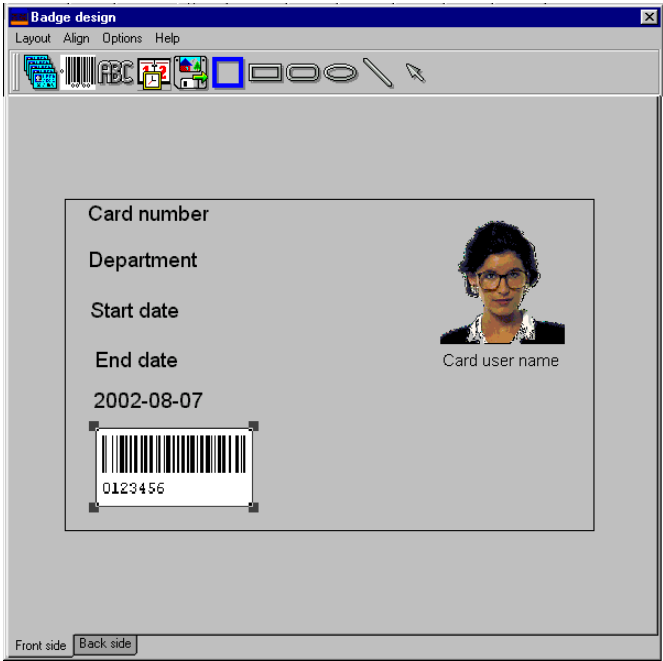 Badge design
Layout Align Options Help
ABC
Card number
Department
Start date
End date
2002-08-07
0123456
Card user name
Front side Back side